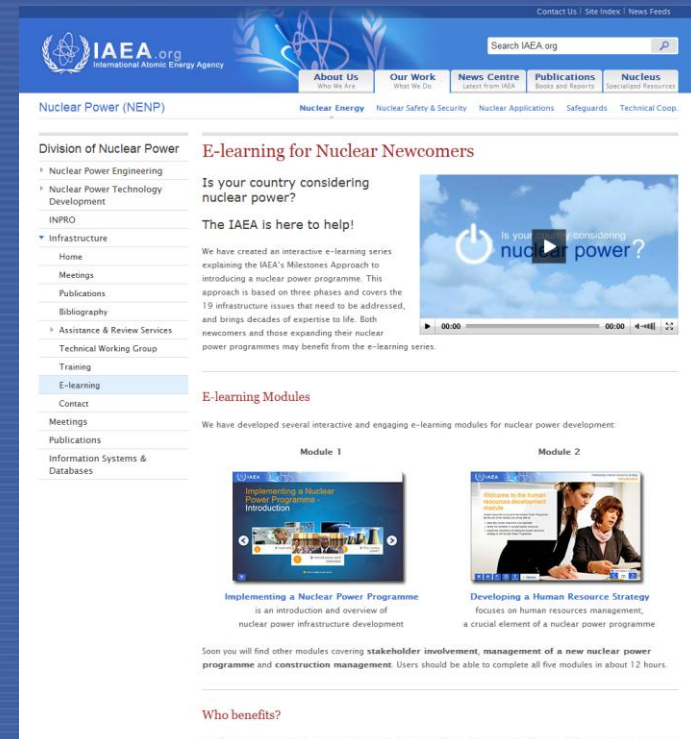 Contact Us | Site Index | News Feeds
IAEA.org
International Atomic Energy Agency
Search IAEA.org
About Us
Who We Are
Our Work
What We Do
News Centre
Latest from IAEA
Publications
Books and Reports
Nucleus
Specialized Resources
Nuclear Power (NENP)
Nuclear Energy Nuclear Safety & Security Nuclear Applications Safeguards Technical Coop.
Division of Nuclear Power
Nuclear Power Engineering
Nuclear Power Technology
Development
INPRO
Infrastructure
Home
Meetings
Publications
Bibliography
Assistance & Review Services
Technical Working Group
Training
E-learning
Contact
Meetings
Publications
Information Systems &
Databases
E-learning for Nuclear Newcomers
Is your country considering
nuclear power?
The IAEA is here to help!
We have created an interactive e-learning series
explaining the IAEA's Milestones Approach to
introducing a nuclear power programme. This
approach is based on three phases and covers the
19 infrastructure issues that need to be addressed,
and brings decades of expertise to life. Both
newcomers and those expanding their nuclear
power programmes may benefit from the e-learning series.
Is your country considering
nuclear power?
00:00 00:00
E-learning Modules
We have developed several interactive and engaging e-learning modules for nuclear power development:
Module 1
IAEA
Implementing a Nuclear
Power Programme -
Introduction
Implementing a Nuclear Power Programme
is an introduction and overview of
nuclear power infrastructure development
Module 2
IAEA
Welcome to the human
resources development
module
Developing a Human Resource Strategy
focuses on human resources management,
a crucial element of a nuclear power programme
Soon you will find other modules covering stakeholder involvement, management of a new nuclear power
programme and construction management. Users should be able to complete all five modules in about 12 hours.
Who benefits?